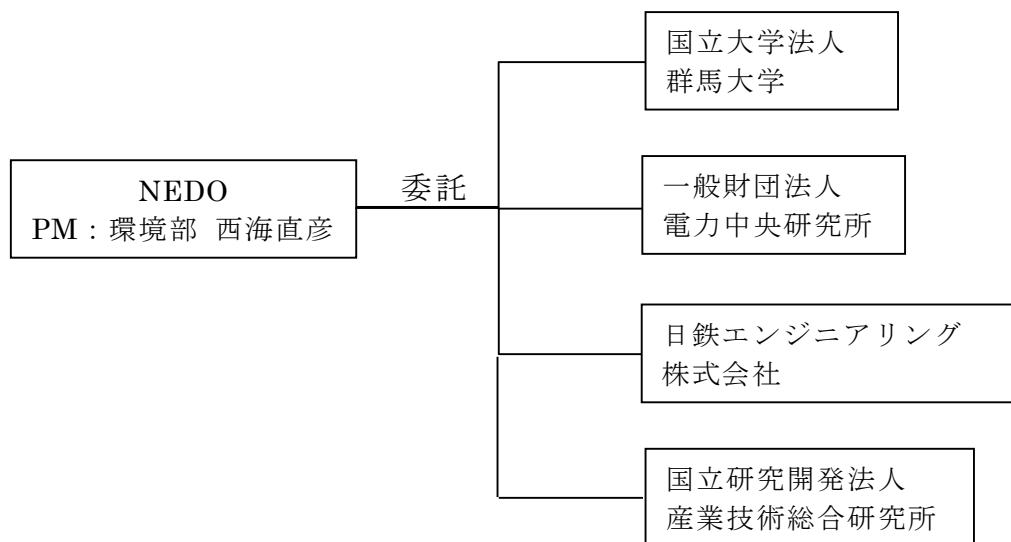 NEDO
PM：環境部 西海直彦
委託
国立大学法人
群馬大学
一般財団法人
電力中央研究所
日鉄エンジニアリング
株式会社
国立研究開発法人
産業技術総合研究所